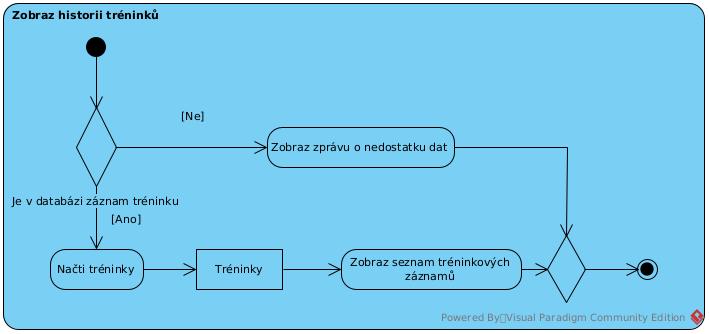 Zobraz historii tréninků
[Ne]
Zobraz zprávu o nedostatku dat
Je v databázi záznam tréninku
[Ano]
Načti tréninky
Tréninky
Zobraz seznam tréninkových
záznamů
Powered By Visual Paradigm Community Edition